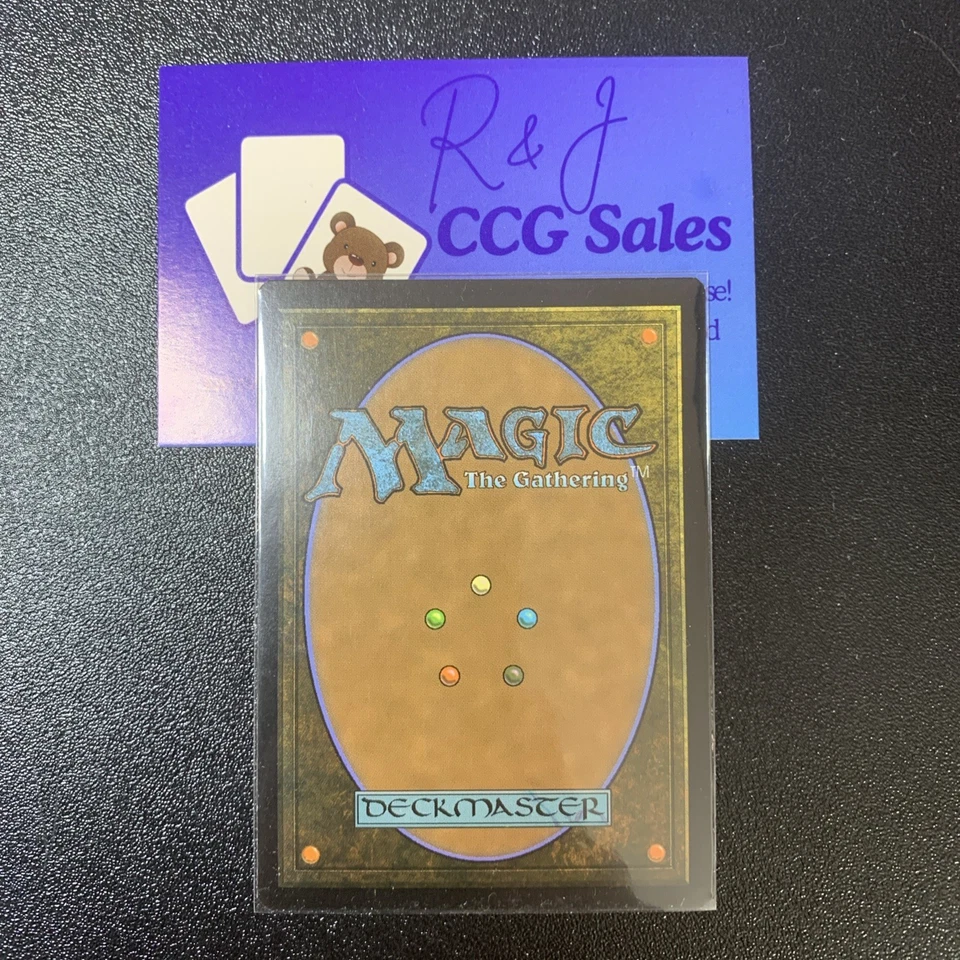 R & J
CCG Sales
MAGIC
The Gathering™
DECKMASTER